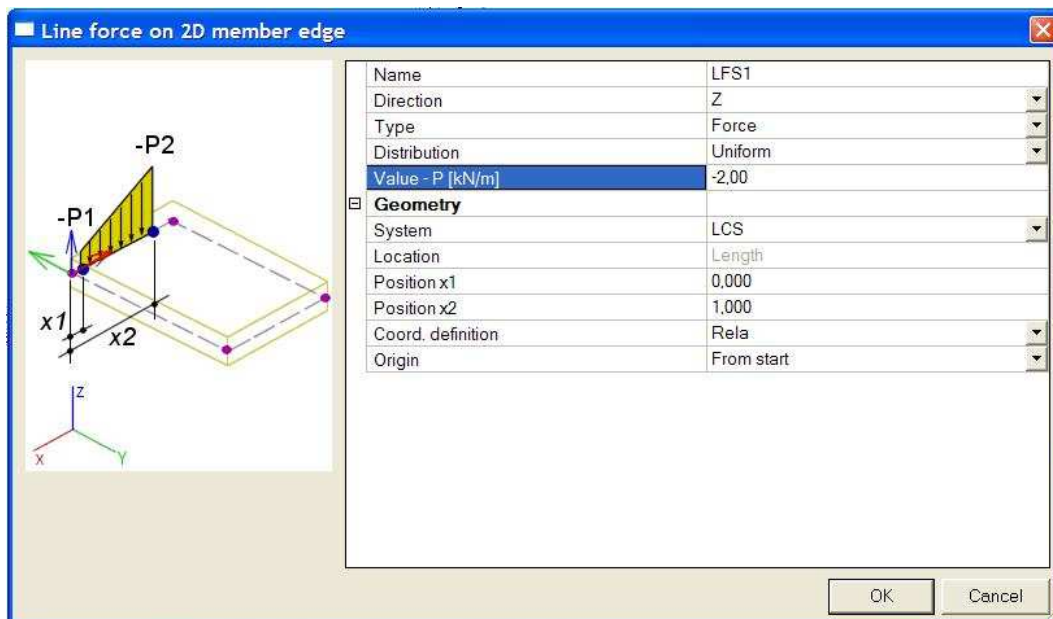 Line force on 2D member edge
-P2
-P1
x1
x2
Z
X
Y
Name LFS1
Direction Z
Type Force
Distribution Uniform
Value - P [kN/m] -2,00
Geometry
System LCS
Location Length
Position x1 0,000
Position x2 1,000
Coord. definition Rela
Origin From start
OK Cancel